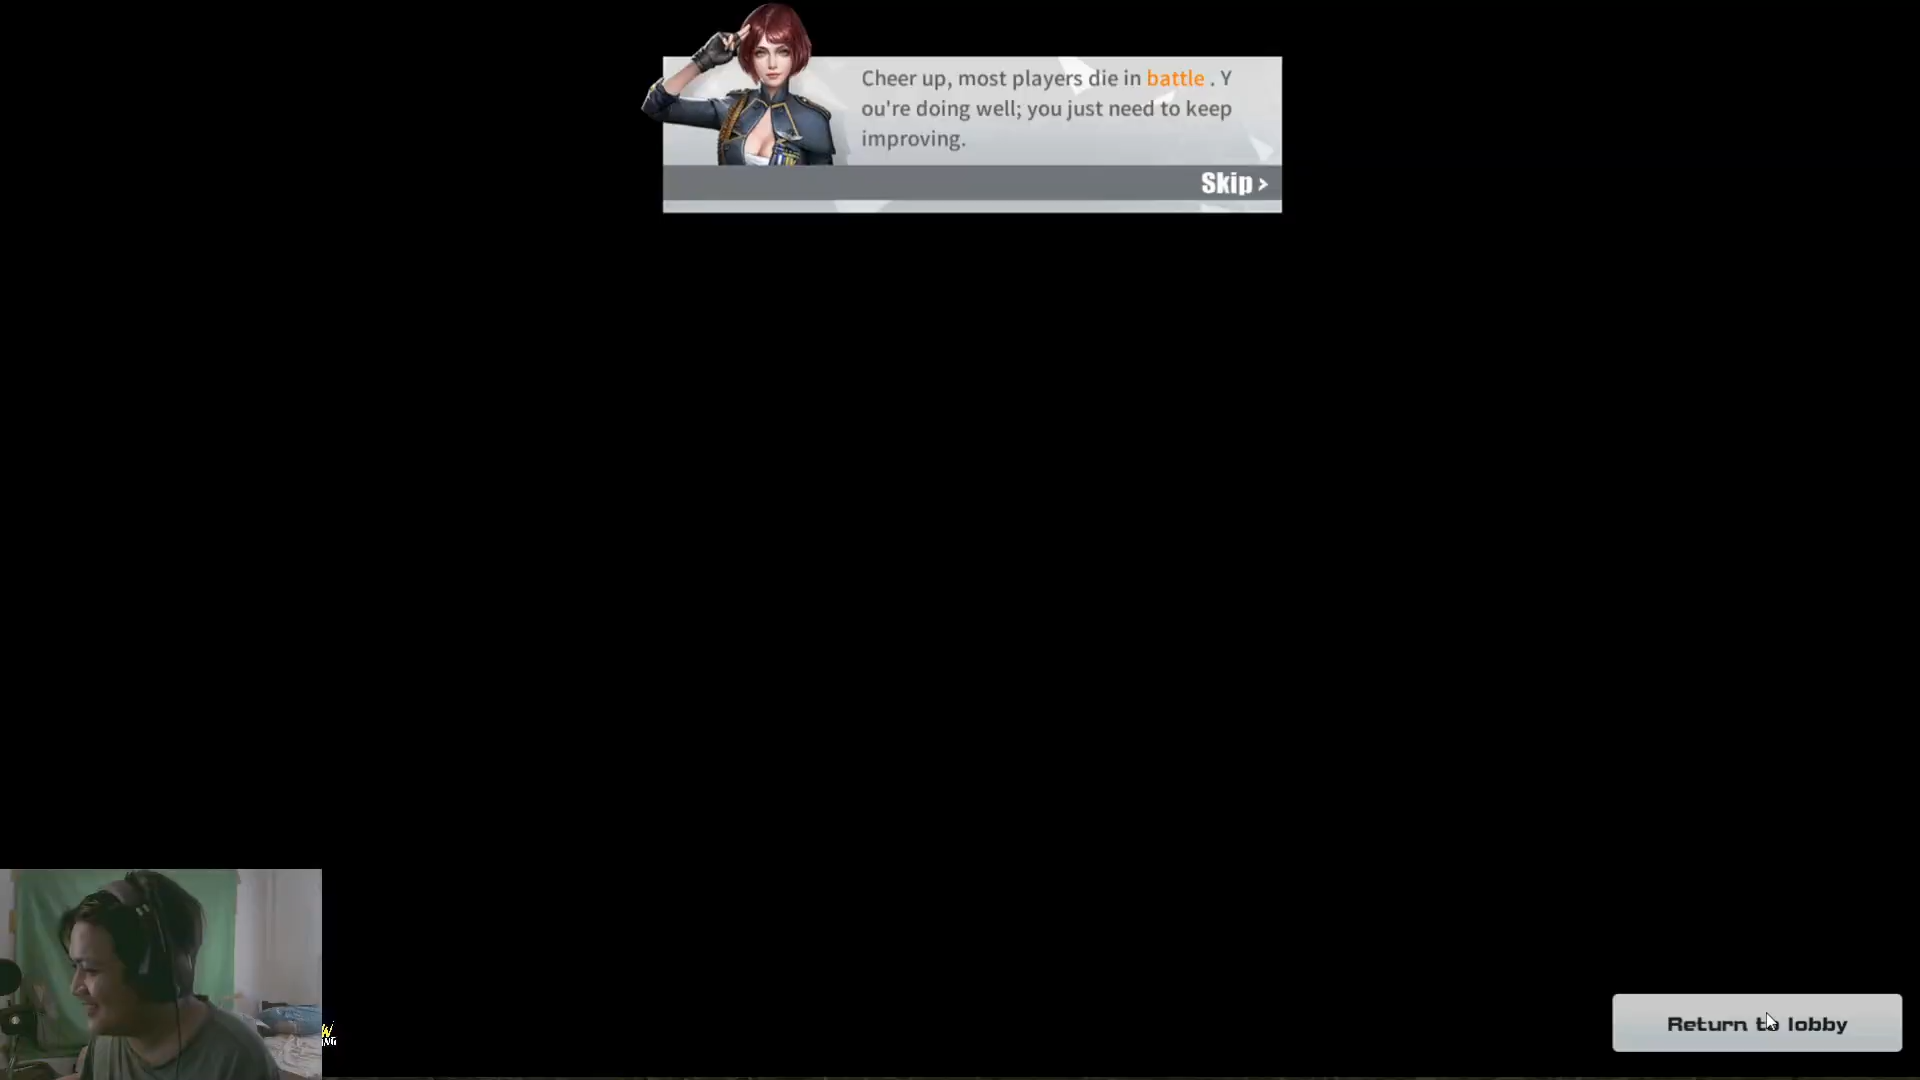 Cheer up, most players die in battle . Y
ou're doing well; you just need to keep
improving.
Skip >
Return to lobby